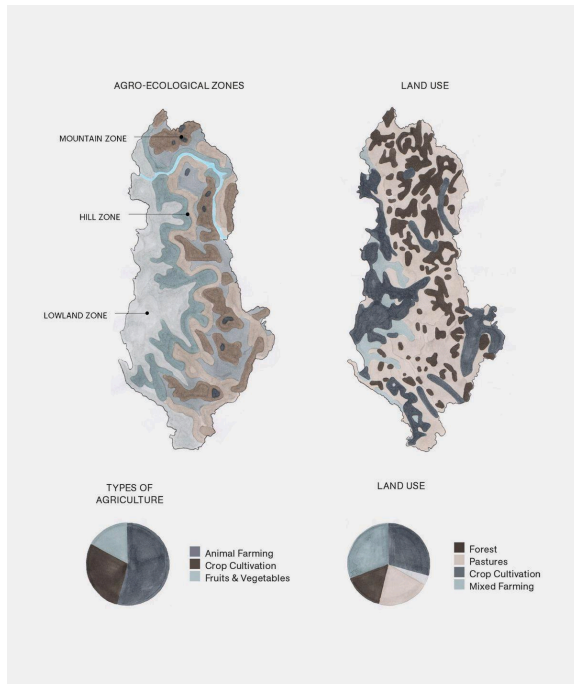 AGRO-ECOLOGICAL ZONES
MOUNTAIN ZONE
HILL ZONE
LOWLAND ZONE
LAND USE
TYPES OF
AGRICULTURE
Animal Farming
Crop Cultivation
Fruits & Vegetables
LAND USE
Forest
Pastures
Crop Cultivation
Mixed Farming